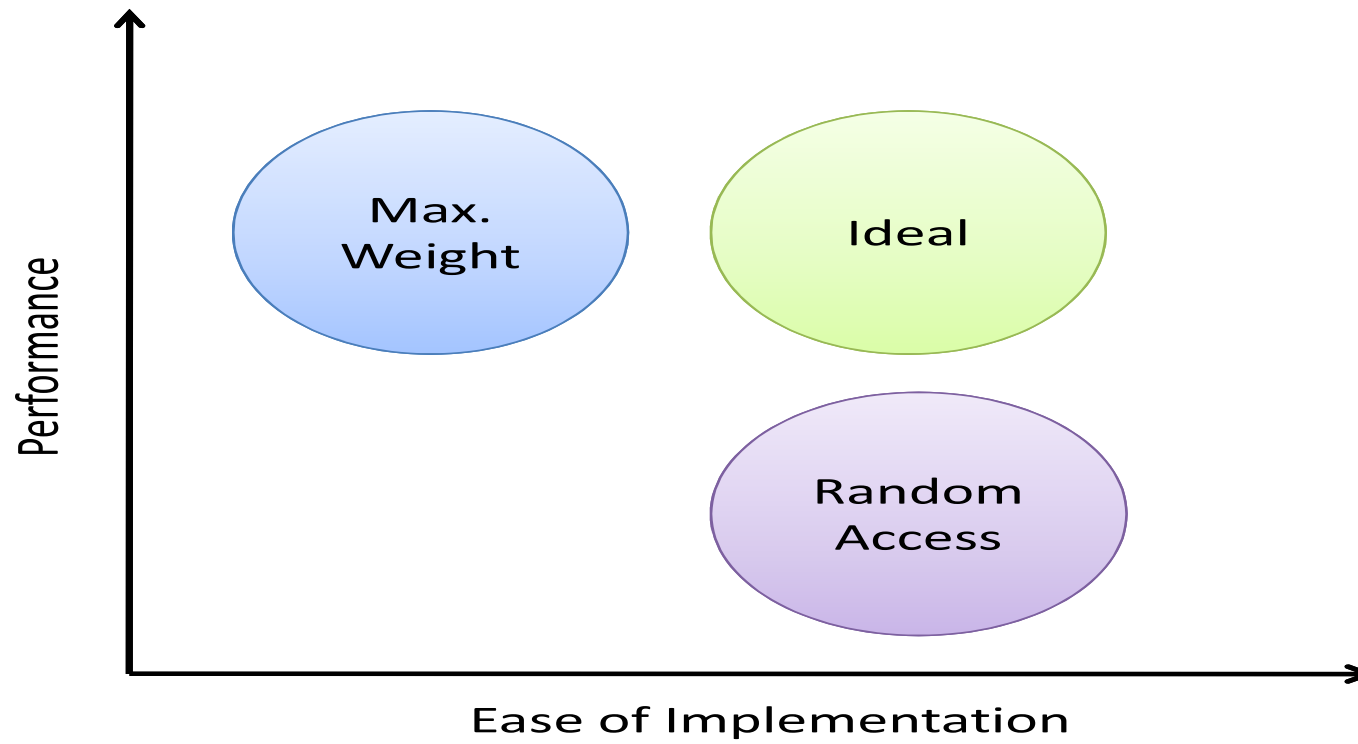 Performance
Max.
Weight
Ideal
Random
Access
Ease of Implementation